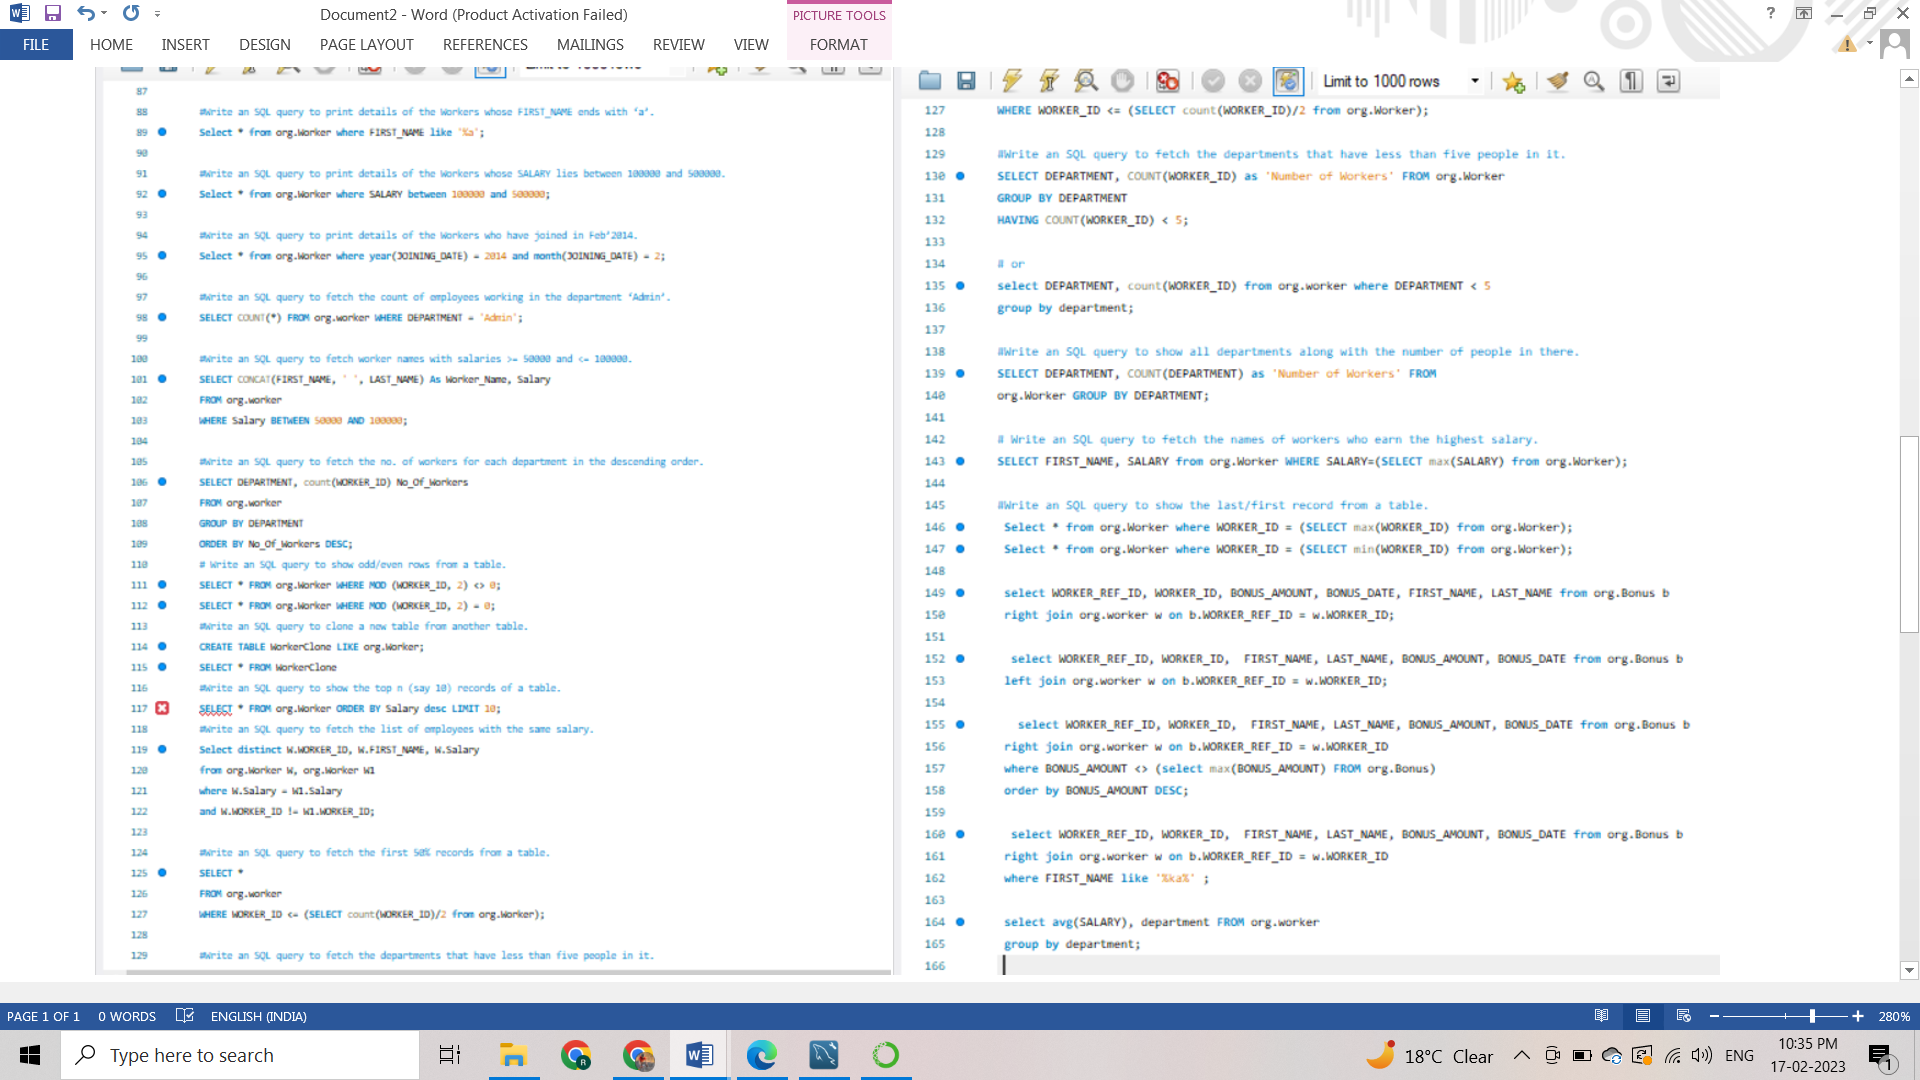 Document2 - Word (Product Activation Failed)
PICTURE TOOLS
?
FILE
HOME
INSERT
DESIGN
PAGE LAYOUT
REFERENCES
MAILINGS
REVIEW
VIEW
FORMAT
87
88 #Write an SQL query to print details of the Workers whose FIRST_NAME ends with ‘a’.
89 Select * from org.Worker where FIRST_NAME like '%a';
90
91 #Write an SQL query to print details of the Workers whose SALARY lies between 100000 and 500000.
92 Select * from org.Worker where SALARY between 100000 and 500000;
93
94 #Write an SQL query to print details of the Workers who have joined in Feb’2014.
95 Select * from org.Worker where year(JOINING_DATE) = 2014 and month(JOINING_DATE) = 2;
96
97 #Write an SQL query to fetch the count of employees working in the department ‘Admin’.
98 SELECT COUNT(*) FROM org.worker WHERE DEPARTMENT = 'Admin';
99
100 #Write an SQL query to fetch worker names with salaries >= 50000 and <= 100000.
101 SELECT CONCAT(FIRST_NAME, ' ', LAST_NAME) As Worker_Name, Salary
102 FROM org.worker
103 WHERE Salary BETWEEN 50000 AND 100000;
104
105 #Write an SQL query to fetch the no. of workers for each department in the descending order.
106 SELECT DEPARTMENT, count(WORKER_ID) No_Of_Workers
107 FROM org.worker
108 GROUP BY DEPARTMENT
109 ORDER BY No_Of_Workers DESC;
110 # Write an SQL query to show odd/even rows from a table.
111 SELECT * FROM org.Worker WHERE MOD (WORKER_ID, 2) <> 0;
112 SELECT * FROM org.Worker WHERE MOD (WORKER_ID, 2) = 0;
113 #Write an SQL query to clone a new table from another table.
114 CREATE TABLE WorkerClone LIKE org.Worker;
115 SELECT * FROM WorkerClone
116 #Write an SQL query to show the top n (say 10) records of a table.
117 SELECT * FROM org.Worker ORDER BY Salary desc LIMIT 10;
118 #Write an SQL query to fetch the list of employees with the same salary.
119 Select distinct W.WORKER_ID, W.FIRST_NAME, W.Salary
120 from org.Worker W, org.Worker W1
121 where W.Salary = W1.Salary
122 and W.WORKER_ID != W1.WORKER_ID;
123
124 #Write an SQL query to fetch the first 50% records from a table.
125 SELECT *
126 FROM org.worker
127 WHERE WORKER_ID <= (SELECT count(WORKER_ID)/2 from org.Worker);
128
129 #Write an SQL query to fetch the departments that have less than five people in it.
Limit to 1000 rows
127 WHERE WORKER_ID <= (SELECT count(WORKER_ID)/2 from org.Worker);
128
129 #Write an SQL query to fetch the departments that have less than five people in it.
130 SELECT DEPARTMENT, COUNT(WORKER_ID) as 'Number of Workers' FROM org.Worker
131 GROUP BY DEPARTMENT
132 HAVING COUNT(WORKER_ID) < 5;
133
134 # or
135 select DEPARTMENT, count(WORKER_ID) from org.worker where DEPARTMENT < 5
136 group by department;
137
138 #Write an SQL query to show all departments along with the number of people in there.
139 SELECT DEPARTMENT, COUNT(DEPARTMENT) as 'Number of Workers' FROM
140 org.Worker GROUP BY DEPARTMENT;
141
142 # Write an SQL query to fetch the names of workers who earn the highest salary.
143 SELECT FIRST_NAME, SALARY from org.Worker WHERE SALARY=(SELECT max(SALARY) from org.Worker);
144
145 #Write an SQL query to show the last/first record from a table.
146 Select * from org.Worker where WORKER_ID = (SELECT max(WORKER_ID) from org.Worker);
147 Select * from org.Worker where WORKER_ID = (SELECT min(WORKER_ID) from org.Worker);
148
149 select WORKER_REF_ID, WORKER_ID, BONUS_AMOUNT, BONUS_DATE, FIRST_NAME, LAST_NAME from org.Bonus b
150 right join org.worker w on b.WORKER_REF_ID = w.WORKER_ID;
151
152 select WORKER_REF_ID, WORKER_ID, FIRST_NAME, LAST_NAME, BONUS_AMOUNT, BONUS_DATE from org.Bonus b
153 left join org.worker w on b.WORKER_REF_ID = w.WORKER_ID;
154
155 select WORKER_REF_ID, WORKER_ID, FIRST_NAME, LAST_NAME, BONUS_AMOUNT, BONUS_DATE from org.Bonus b
156 right join org.worker w on b.WORKER_REF_ID = w.WORKER_ID
157 where BONUS_AMOUNT <> (select max(BONUS_AMOUNT) FROM org.Bonus)
158 order by BONUS_AMOUNT DESC;
159
160 select WORKER_REF_ID, WORKER_ID, FIRST_NAME, LAST_NAME, BONUS_AMOUNT, BONUS_DATE from org.Bonus b
161 right join org.worker w on b.WORKER_REF_ID = w.WORKER_ID
162 where FIRST_NAME like '%ka%' ;
163
164 select avg(SALARY), department FROM org.worker
165 group by department;
166
PAGE 1 OF 1
0 WORDS
ENGLISH (INDIA)
280%
Type here to search
18°C Clear
ENG
10:35 PM
17-02-2023
1